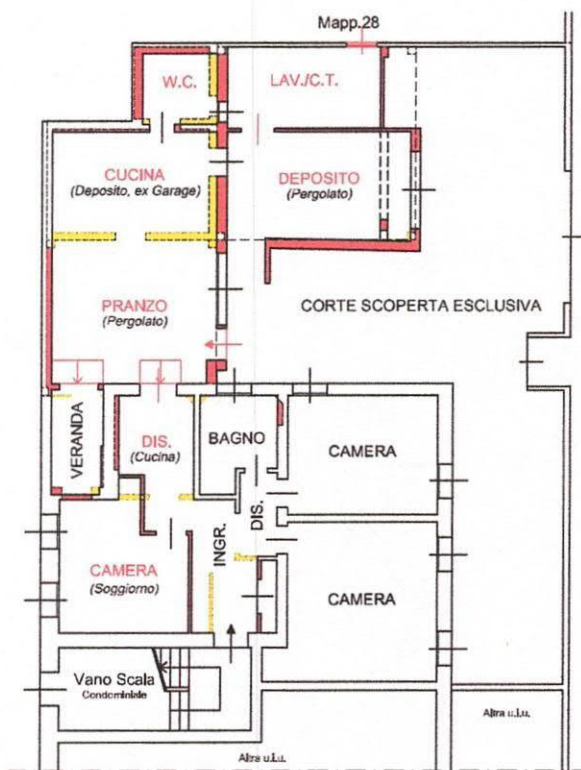 Mapp.28
W.C.
LAV./C.T.
CUCINA
(Deposito, ex Garage)
DEPOSITO
(Pergolato)
PRANZO
(Pergolato)
CORTE SCOPERTA ESCLUSIVA
VERANDA
DIS.
(Cucina)
BAGNO
CAMERA
INGR.
DIS.
CAMERA
(Soggiorno)
CAMERA
Vano Scala
Condominiale
Altra u.i.u.
Altra u.i.u.